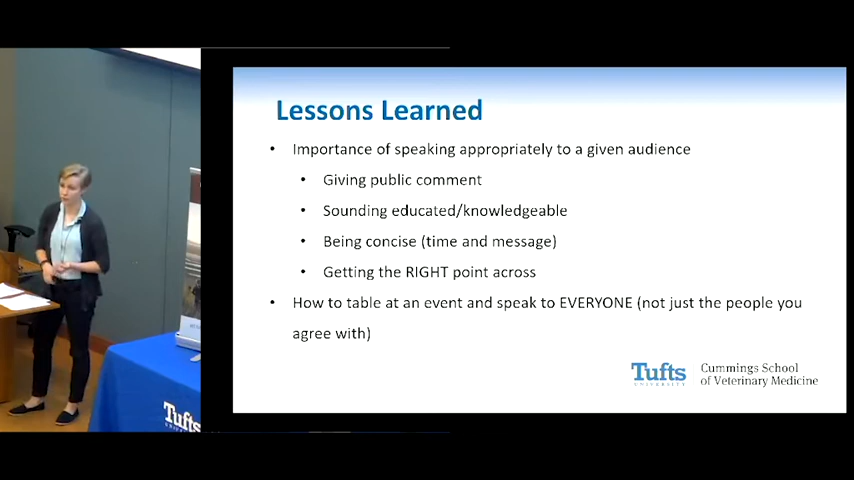 Lessons Learned
• Importance of speaking appropriately to a given audience
• Giving public comment
• Sounding educated/knowledgeable
• Being concise (time and message)
• Getting the RIGHT point across
• How to table at an event and speak to EVERYONE (not just the people you
agree with)
Tufts
UNIVERSITY
Cummings School
of Veterinary Medicine
Tufts